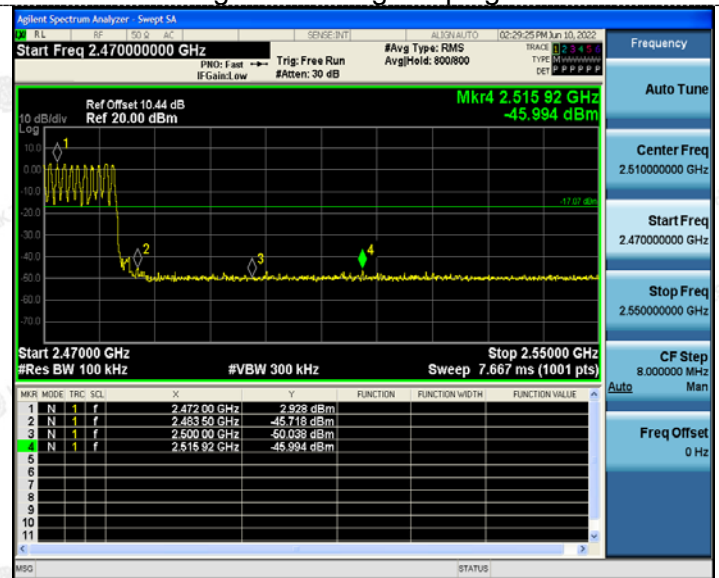 Agilent Spectrum Analyzer - Swept SA
RL RF 50 Ω AC SENSE:INT ALIGNAUTO 02:29:25 PM Jun 10, 2022
Start Freq 2.470000000 GHz
PNO: Fast
IFGain:Low
Trig: Free Run
#Atten: 30 dB
#Avg Type: RMS
Avg|Hold: 800/800
TRACE 1 2 3 4 5 6
TYPE M W W W W W
DET P P P P P P
Ref Offset 10.44 dB
10 dB/div Ref 20.00 dBm
Log
Mkr4 2.515 92 GHz
-45.994 dBm
10.0
0.00
-10.0
-20.0
-30.0
-40.0
-50.0
-60.0
-70.0
1
2
3
4
-17.07 dBm
Start 2.47000 GHz Stop 2.55000 GHz
#Res BW 100 kHz #VBW 300 kHz Sweep 7.667 ms (1001 pts)
MKR MODE TRC SCL X Y FUNCTION FUNCTION WIDTH FUNCTION VALUE
1 N 1 f 2.472 00 GHz 2.928 dBm
2 N 1 f 2.483 50 GHz -45.718 dBm
3 N 1 f 2.500 00 GHz -50.038 dBm
4 N 1 f 2.515 92 GHz -45.994 dBm
5
6
7
8
9
10
11
MSG STATUS
Frequency
Auto Tune
Center Freq
2.510000000 GHz
Start Freq
2.470000000 GHz
Stop Freq
2.550000000 GHz
CF Step
8.000000 MHz
Auto Man
Freq Offset
0 Hz